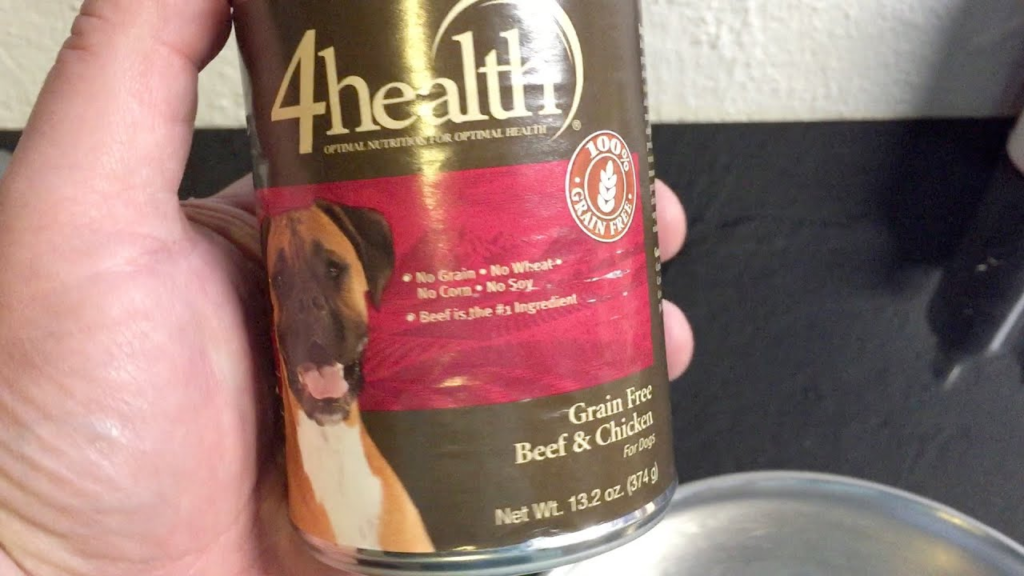 4health®
OPTIMAL NUTRITION FOR OPTIMAL HEALTH
100%
GRAIN FREE
• No Grain • No Wheat •
No Corn • No Soy
• Beef is the #1 Ingredient
Grain Free
Beef & Chicken
For Dogs
Net Wt. 13.2 oz. (374 g)